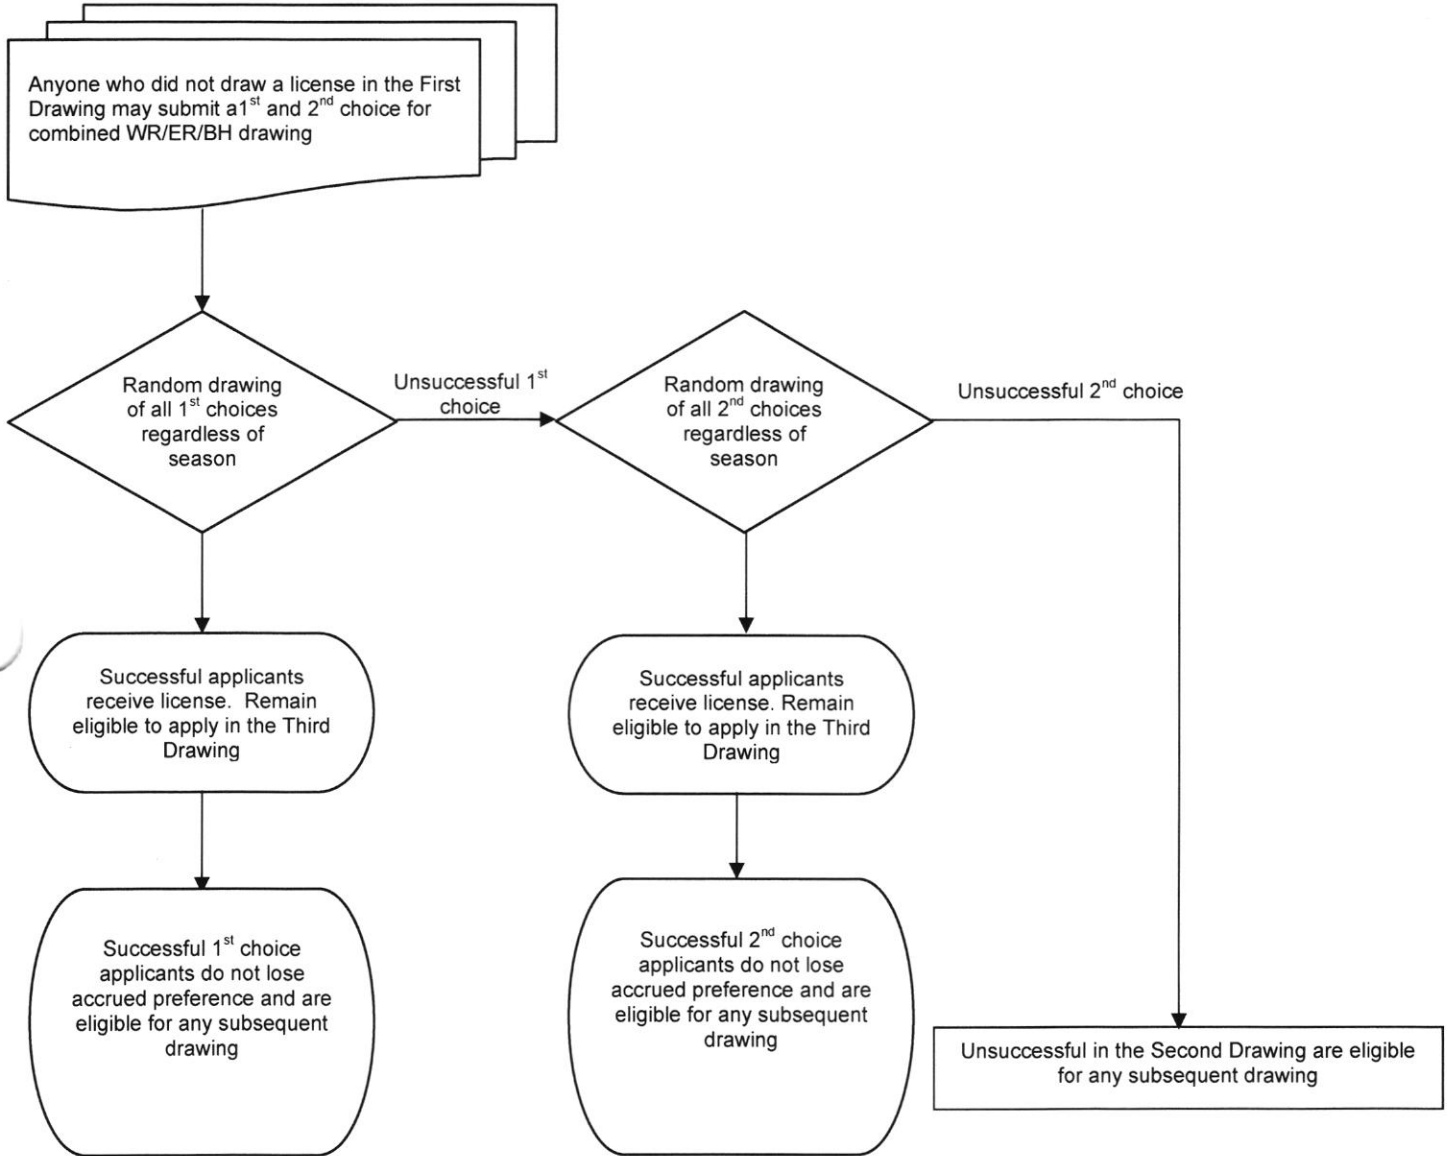 Anyone who did not draw a license in the First
Drawing may submit a1st and 2nd choice for
combined WR/ER/BH drawing
Random drawing
of all 1st choices
regardless of
season
Unsuccessful 1st
choice
Random drawing
of all 2nd choices
regardless of
season
Unsuccessful 2nd choice
Successful applicants
receive license.  Remain
eligible to apply in the Third
Drawing
Successful applicants
receive license. Remain
eligible to apply in the Third
Drawing
Successful 1st choice
applicants do not lose
accrued preference and are
eligible for any subsequent
drawing
Successful 2nd choice
applicants do not lose
accrued preference and are
eligible for any subsequent
drawing
Unsuccessful in the Second Drawing are eligible
for any subsequent drawing